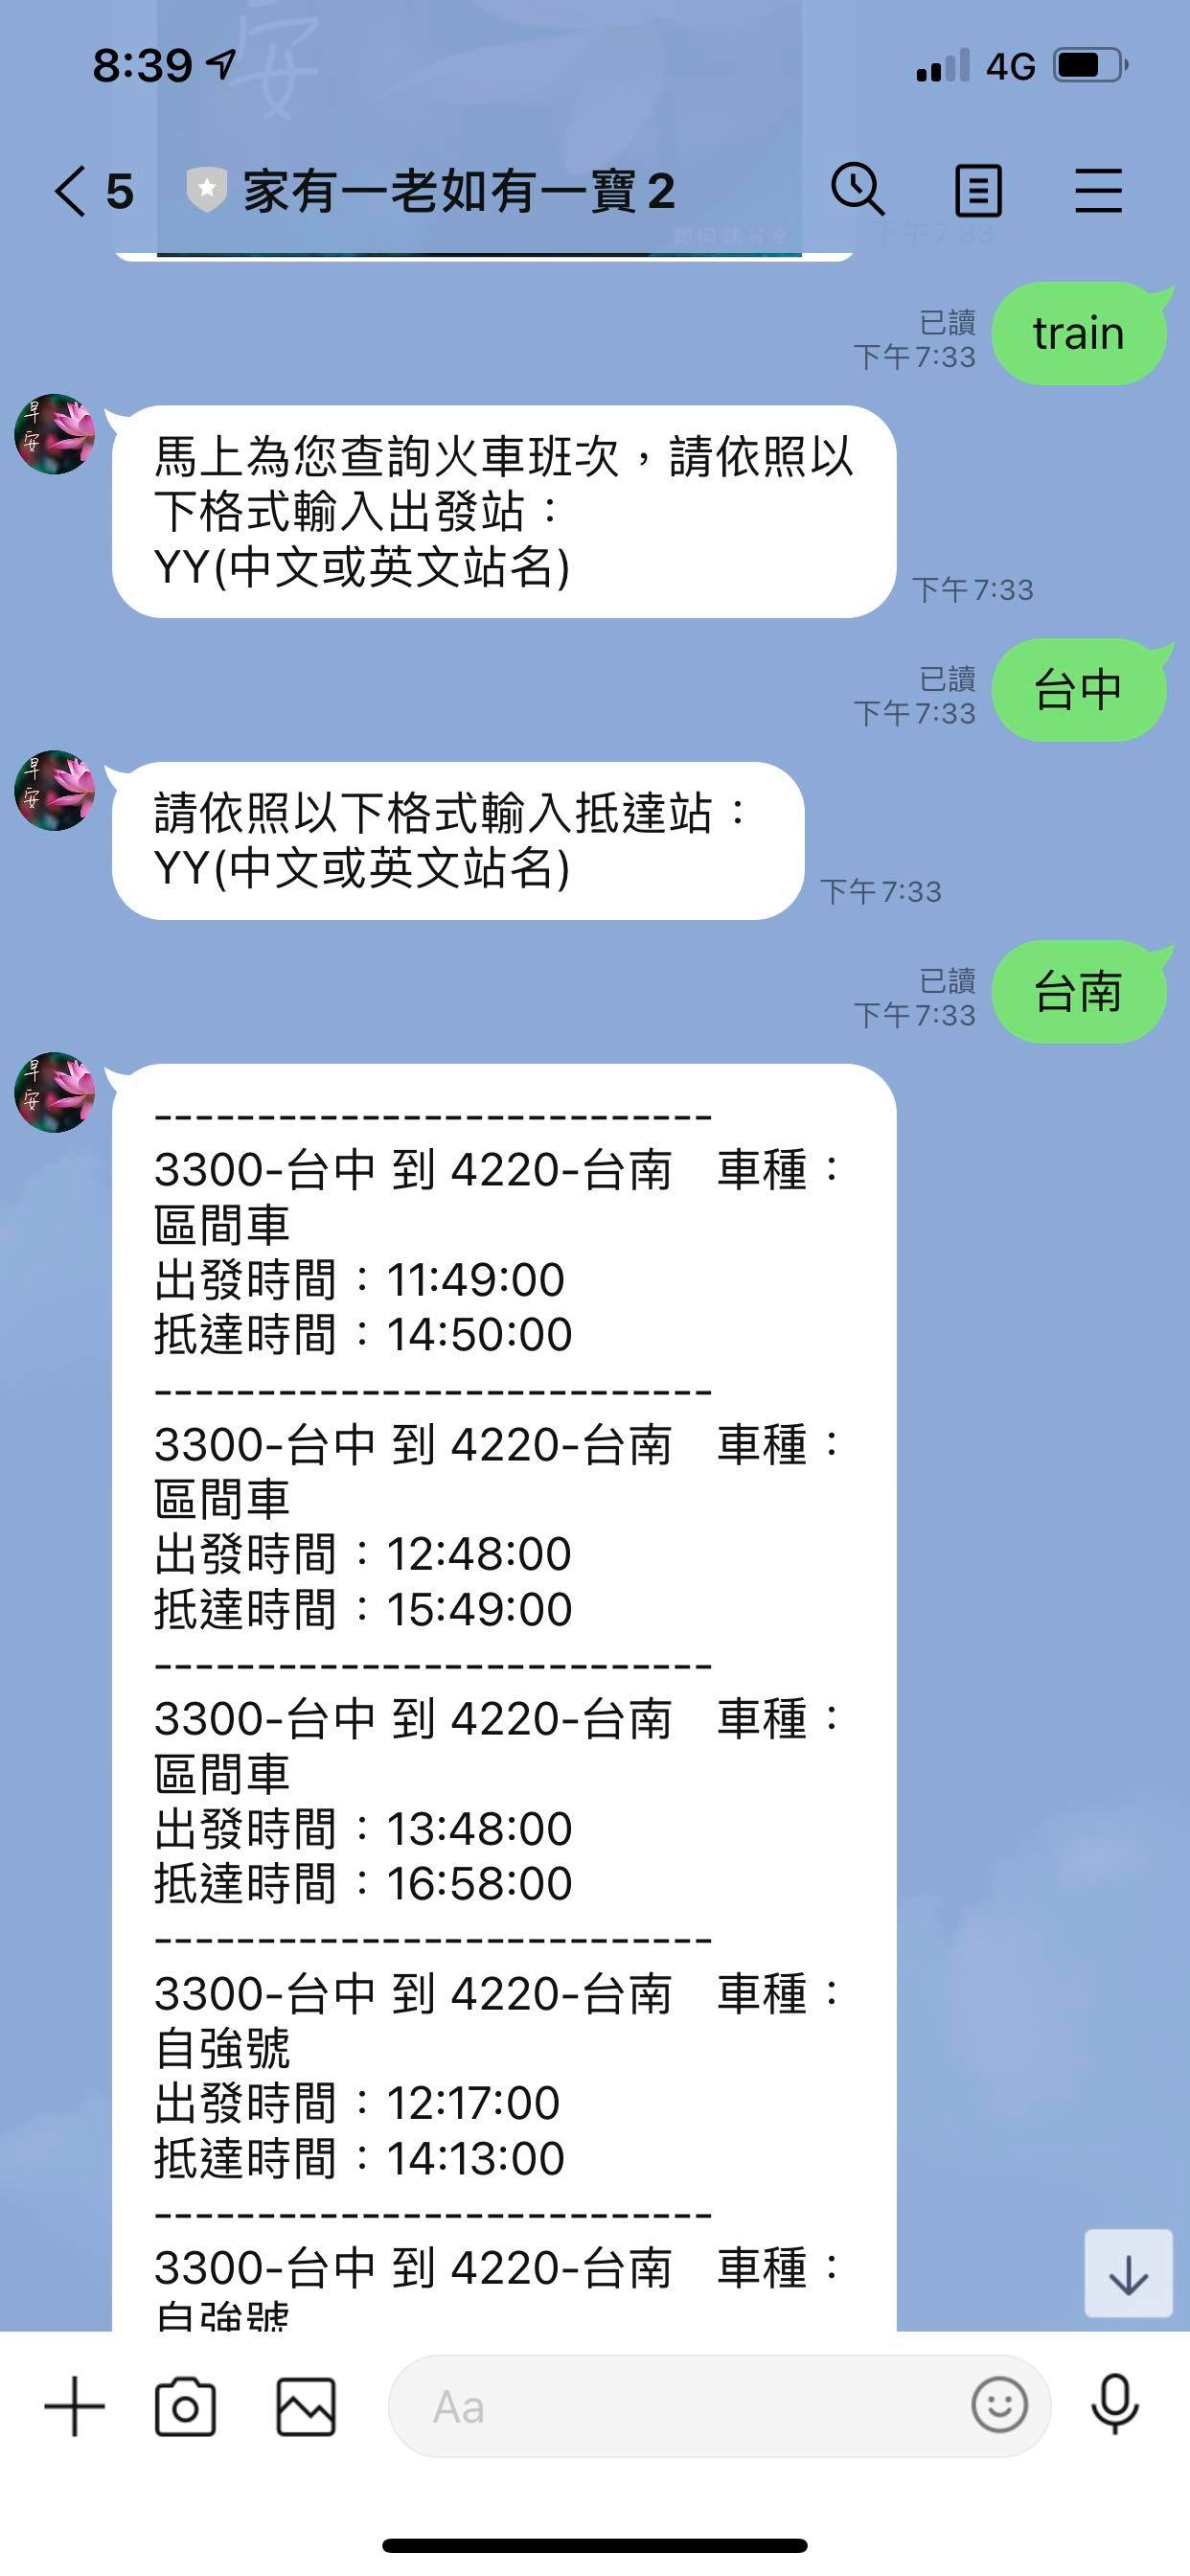 安
8:39
4G
5
家有一老如有一寶2
下午7:33
train
已讀
下午7:33
早安
馬上為您查詢火車班次，請依照以
下格式輸入出發站：
YY(中文或英文站名)
下午7:33
台中
已讀
下午7:33
早安
請依照以下格式輸入抵達站：
YY(中文或英文站名)
下午7:33
台南
已讀
下午7:33
早安
---------------------------
3300-台中 到 4220-台南　車種：
區間車
出發時間：11:49:00
抵達時間：14:50:00
---------------------------
3300-台中 到 4220-台南　車種：
區間車
出發時間：12:48:00
抵達時間：15:49:00
---------------------------
3300-台中 到 4220-台南　車種：
區間車
出發時間：13:48:00
抵達時間：16:58:00
---------------------------
3300-台中 到 4220-台南　車種：
自強號
出發時間：12:17:00
抵達時間：14:13:00
---------------------------
3300-台中 到 4220-台南　車種：
自強號
Aa